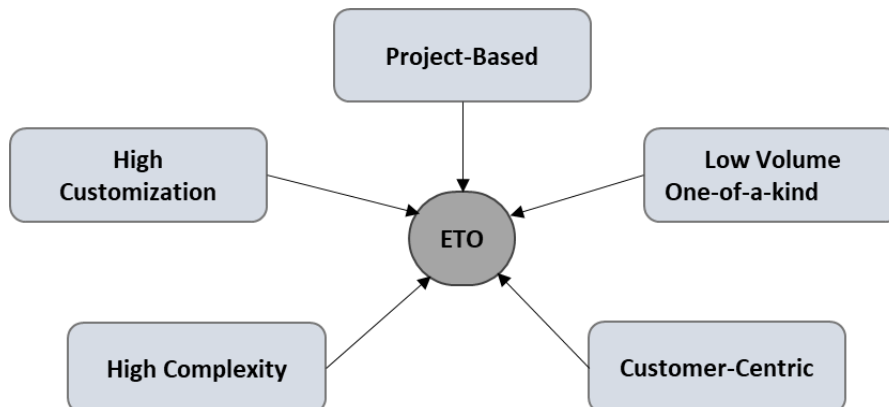 Project-Based
High
Customization
Low Volume
One-of-a-kind
ETO
High Complexity
Customer-Centric